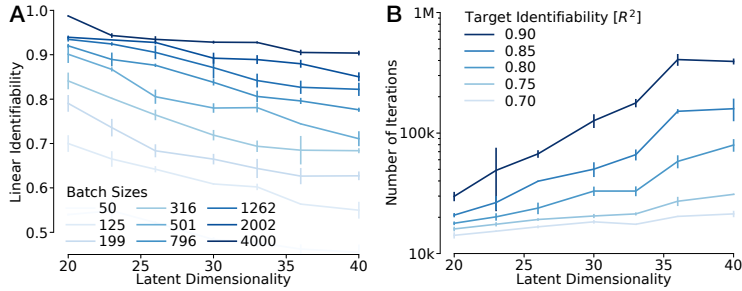 A
Linear Identifiability
1.0
0.9
0.8
0.7
0.6
0.5
Batch Sizes
50 316 1262
125 501 2002
199 796 4000
20 25 30 35 40
Latent Dimensionality
B
Number of Iterations
1M
100k
10k
Target Identifiability [R²]
0.90
0.85
0.80
0.75
0.70
20 25 30 35 40
Latent Dimensionality